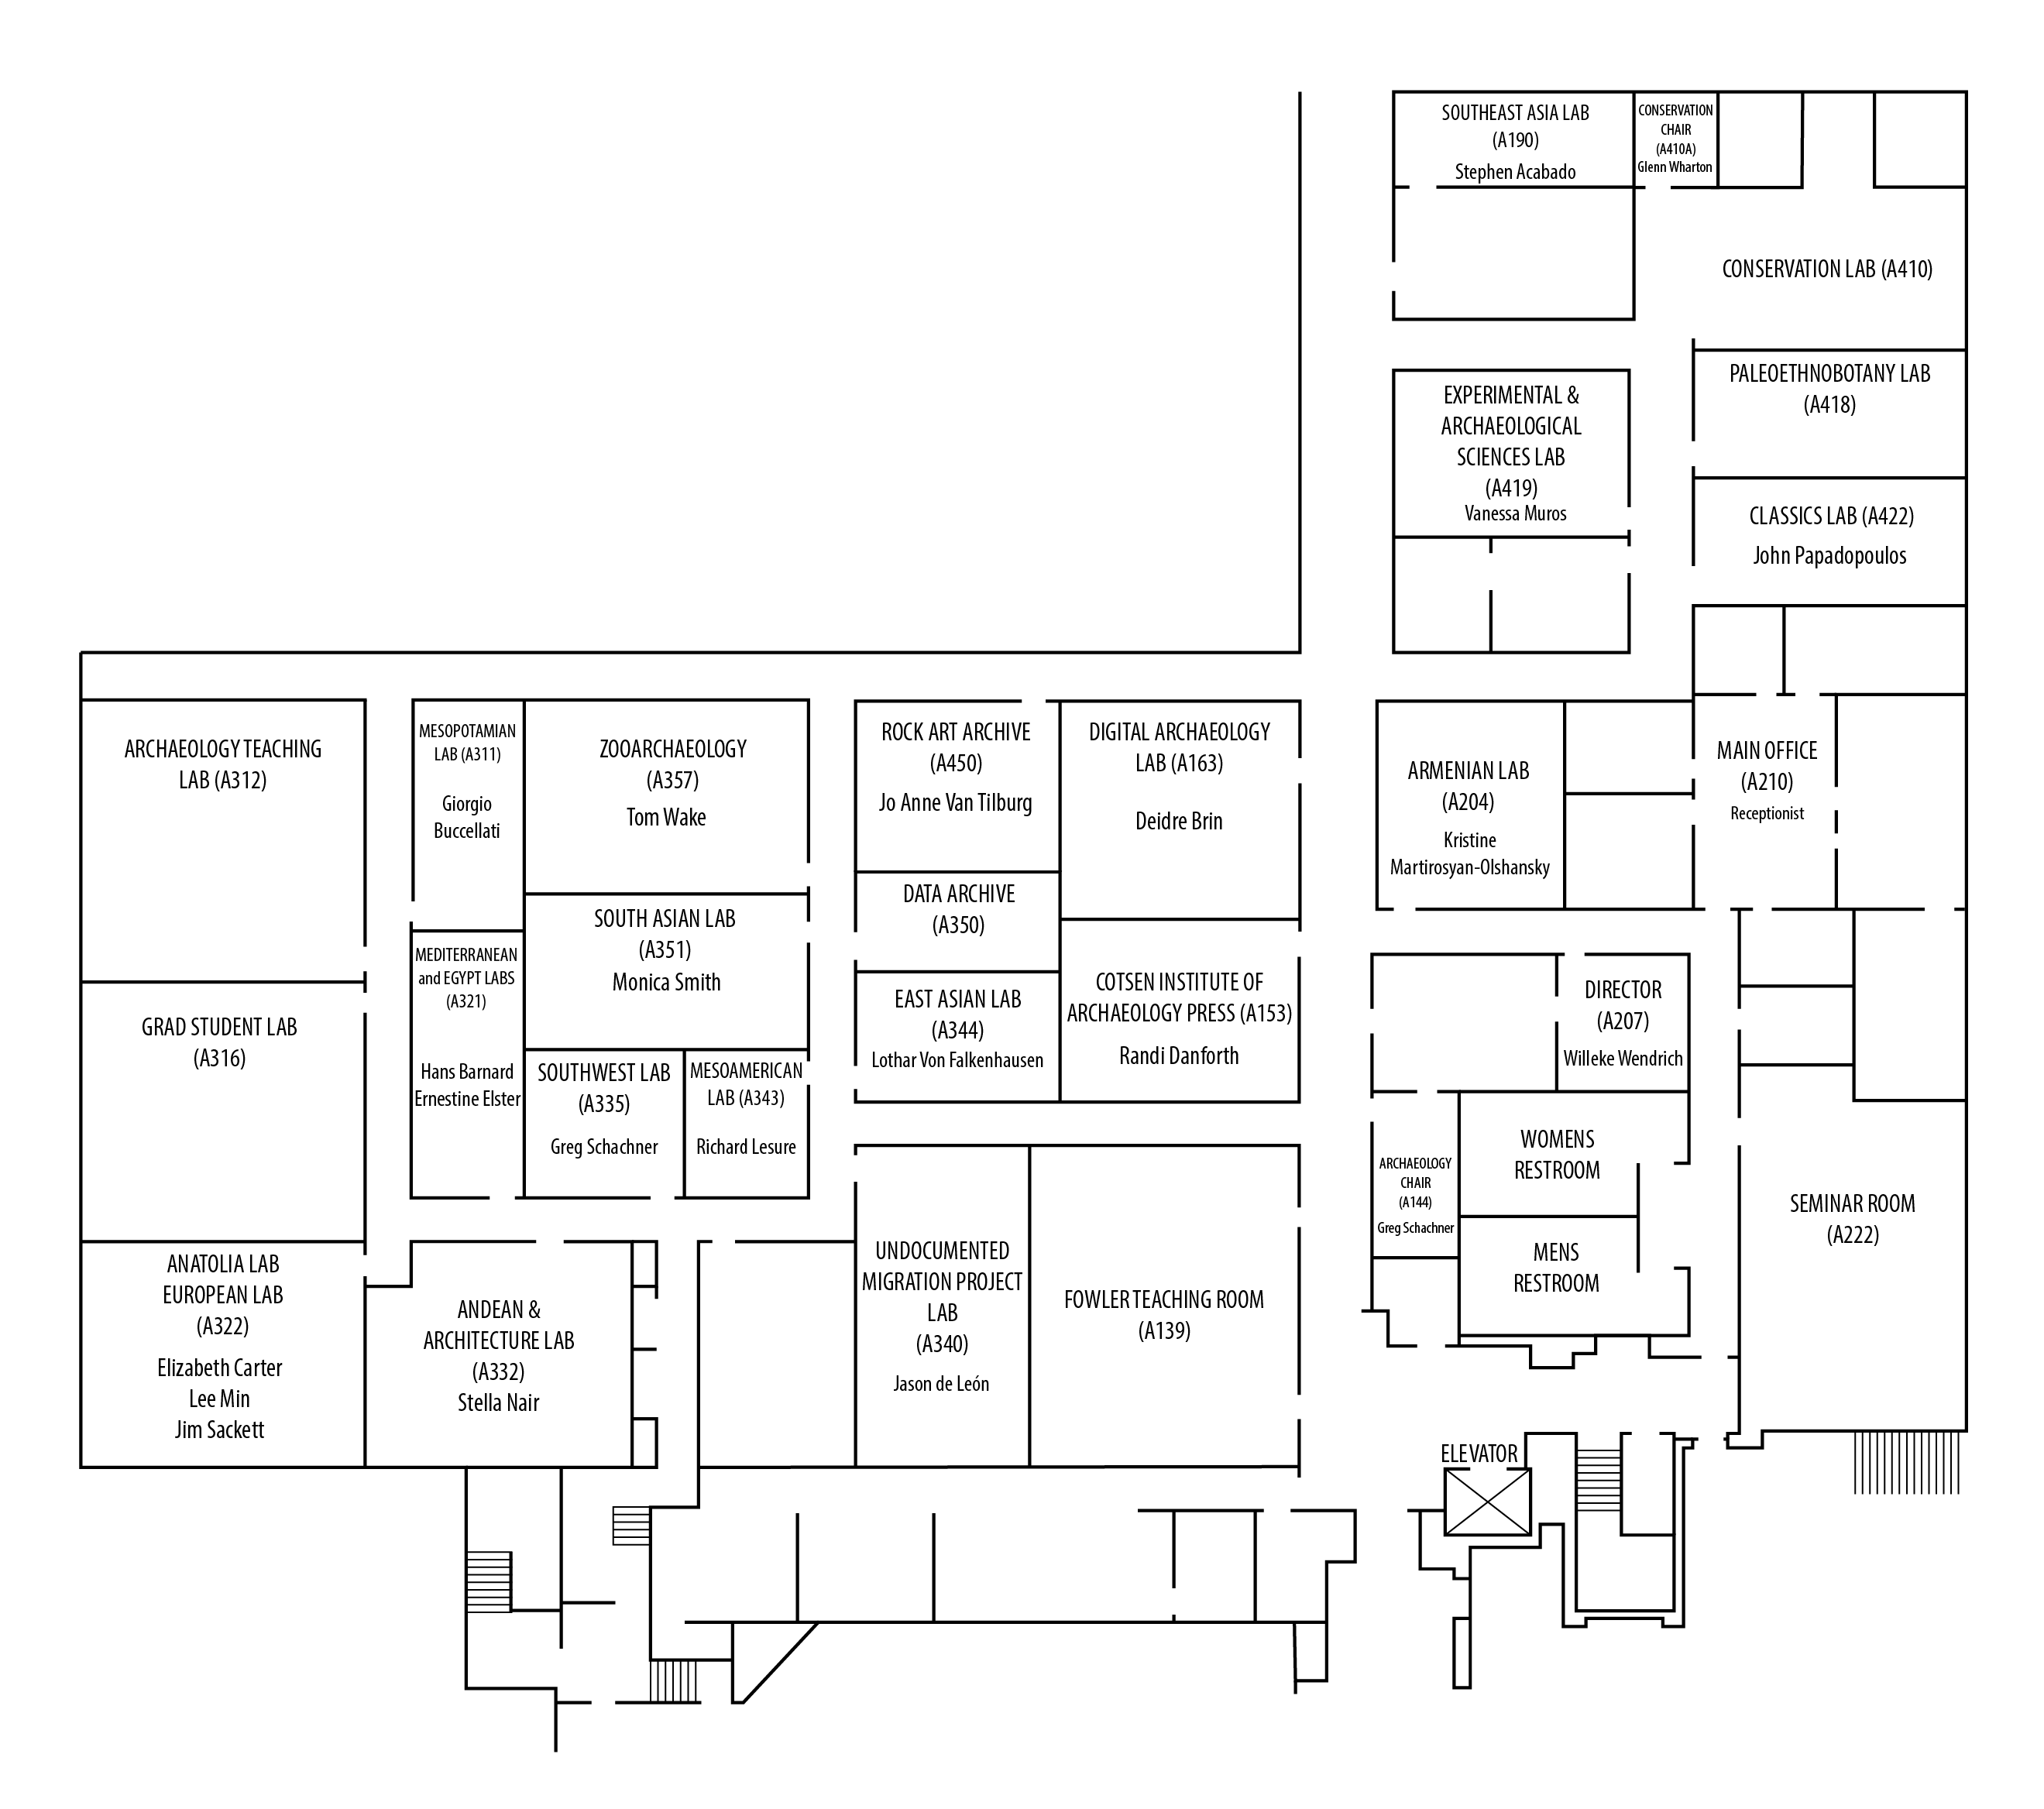 SOUTHEAST ASIA LAB
(A190)
Stephen Acabado
CONSERVATION
CHAIR
(A410A)
Glenn Wharton
CONSERVATION LAB (A410)
PALEOETHNOBOTANY LAB
(A418)
EXPERIMENTAL &
ARCHAEOLOGICAL
SCIENCES LAB
(A419)
Vanessa Muros
CLASSICS LAB (A422)
John Papadopoulos
ARCHAEOLOGY TEACHING
LAB (A312)
MESOPOTAMIAN
LAB (A311)
Giorgio
Buccellati
ZOOARCHAEOLOGY
(A357)
Tom Wake
ROCK ART ARCHIVE
(A450)
Jo Anne Van Tilburg
DIGITAL ARCHAEOLOGY
LAB (A163)
Deidre Brin
ARMENIAN LAB
(A204)
Kristine
Martirosyan-Olshansky
MAIN OFFICE
(A210)
Receptionist
SOUTH ASIAN LAB
(A351)
Monica Smith
DATA ARCHIVE
(A350)
MEDITERRANEAN
and EGYPT LABS
(A321)
Hans Barnard
Ernestine Elster
GRAD STUDENT LAB
(A316)
EAST ASIAN LAB
(A344)
Lothar Von Falkenhausen
COTSEN INSTITUTE OF
ARCHAEOLOGY PRESS (A153)
Randi Danforth
DIRECTOR
(A207)
Willeke Wendrich
SOUTHWEST LAB
(A335)
Greg Schachner
MESOAMERICAN
LAB (A343)
Richard Lesure
WOMENS
RESTROOM
ARCHAEOLOGY
CHAIR
(A144)
Greg Schachner
MENS
RESTROOM
SEMINAR ROOM
(A222)
ANATOLIA LAB
EUROPEAN LAB
(A322)
Elizabeth Carter
Lee Min
Jim Sackett
ANDEAN &
ARCHITECTURE LAB
(A332)
Stella Nair
UNDOCUMENTED
MIGRATION PROJECT
LAB
(A340)
Jason de León
FOWLER TEACHING ROOM
(A139)
ELEVATOR